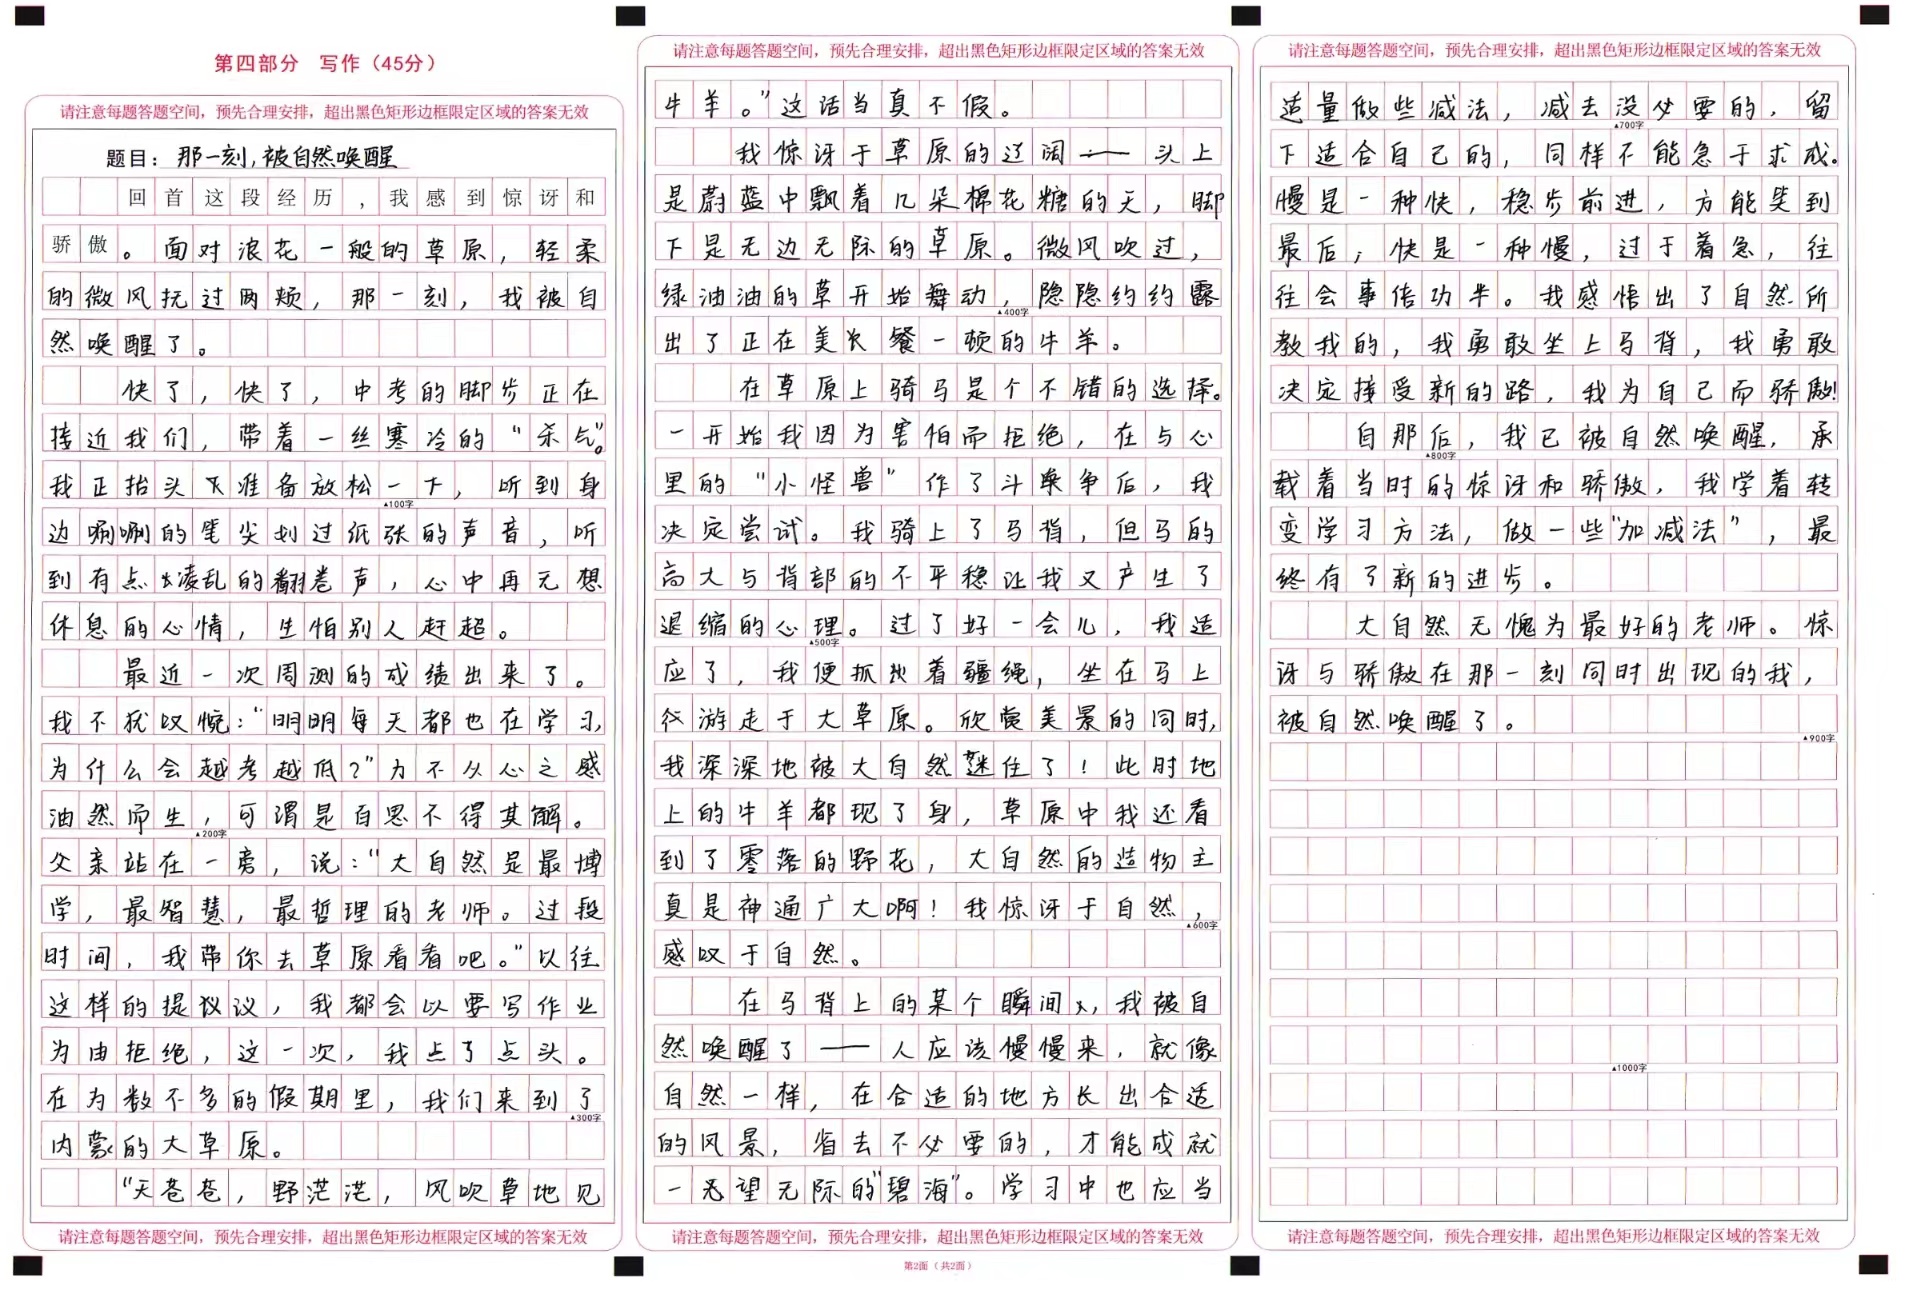 第四部分 写作（45分）
请注意每题答题空间，预先合理安排，超出黑色矩形边框限定区域的答案无效
题目：那一刻，被自然唤醒
回首这段经历，我感到惊讶和
骄傲。面对浪花一般的草原，轻柔
的微风抚过两颊，那一刻，我被自
然唤醒了。
快了，快了，中考的脚步正在
接近我们，带着一丝寒冷的“杀气”。
我正抬头准备放松一下，听到身
▲100字
边唰唰的笔尖划过纸张的声音，听
到有点凌乱的翻卷声，心中再无想
休息的心情，生怕别人赶超。
最近一次周测的成绩出来了。
我不犹叹惋：“明明每天都也在学习，
为什么会越考越低？”力不从心之感
油然而生，可谓是百思不得其解。
▲200字
父亲站在一旁，说：“大自然是最博
学，最智慧，最哲理的老师。过段
时间，我带你去草原看看吧。”以往
这样的提议，我都会以要写作业
为由拒绝，这一次，我点了点头。
在为数不多的假期里，我们来到了
▲300字
内蒙的大草原。
“天苍苍，野茫茫，风吹草地见
请注意每题答题空间，预先合理安排，超出黑色矩形边框限定区域的答案无效
请注意每题答题空间，预先合理安排，超出黑色矩形边框限定区域的答案无效
牛羊。”这话当真不假。
我惊讶于草原的辽阔——头上
是蔚蓝中飘着几朵棉花糖的天，脚
下是无边无际的草原。微风吹过，
绿油油的草开始舞动，隐隐约约露
▲400字
出了正在美餐一顿的牛羊。
在草原上骑马是个不错的选择。
一开始我因为害怕而拒绝，在与心
里的“小怪兽”作了斗争后，我
决定尝试。我骑上了马背，但马的
高大与背部的不平稳让我又产生了
退缩的心理。过了好一会儿，我适
▲500字
应了，我便抓着疆绳，坐在马上
游走于大草原。欣赏美景的同时，
我深深地被大自然迷住了！此时地
上的牛羊都现了身，草原中我还看
到了零落的野花，大自然的造物主
真是神通广大啊！我惊讶于自然，
▲600字
感叹于自然。
在马背上的某个瞬间，我被自
然唤醒了——人应该慢慢来，就像
自然一样，在合适的地方长出合适
的风景，省去不必要的，才能成就
一望无际的“碧海”。学习中也应当
请注意每题答题空间，预先合理安排，超出黑色矩形边框限定区域的答案无效
第2面（共2面）
请注意每题答题空间，预先合理安排，超出黑色矩形边框限定区域的答案无效
适量做些减法，减去没必要的，留
▲700字
下适合自己的，同样不能急于求成。
慢是一种快，稳步前进，方能笑到
最后；快是一种慢，过于着急，往
往会事倍功半。我感悟出了自然所
教我的，我勇敢坐上马背，我勇敢
决定接受新的路，我为自己而骄傲！
自那后，我已被自然唤醒，承
▲800字
载着当时的惊讶和骄傲，我学着转
变学习方法，做一些“加减法”，最
终有了新的进步。
大自然无愧为最好的老师。惊
讶与骄傲在那一刻同时出现的我，
被自然唤醒了。
▲900字
▲1000字
请注意每题答题空间，预先合理安排，超出黑色矩形边框限定区域的答案无效